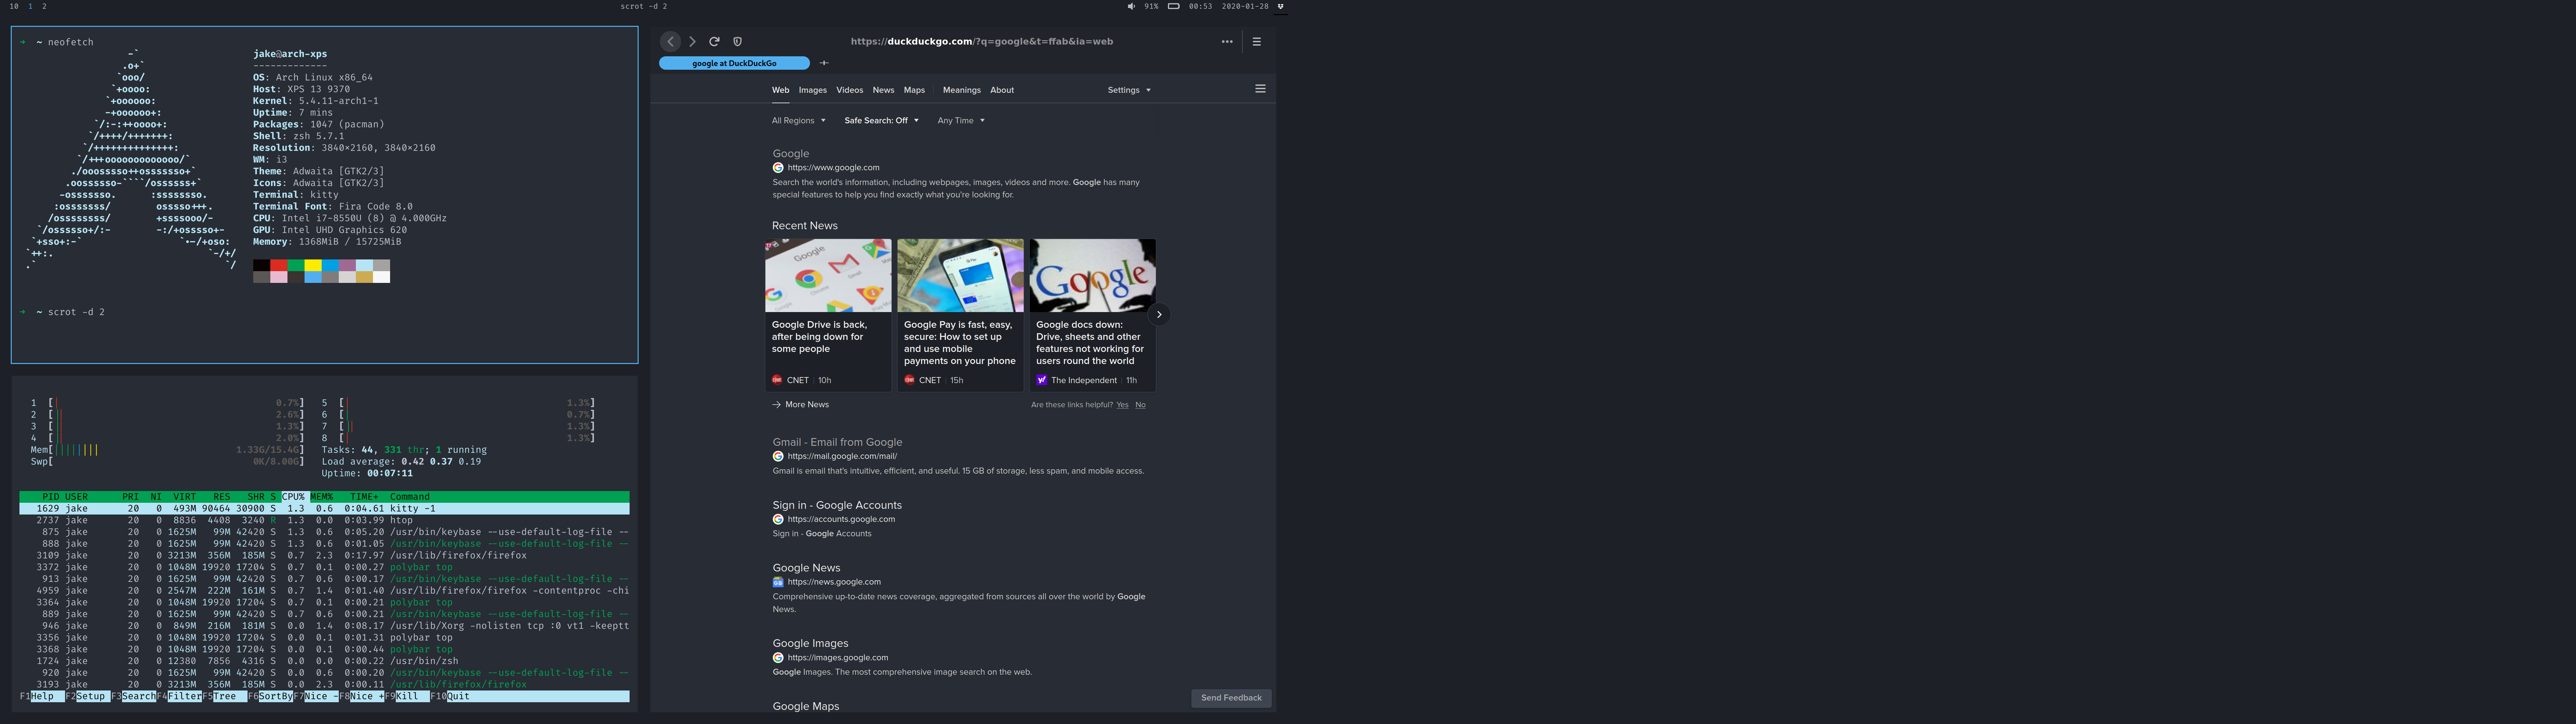 10 1 2
scrot -d 2
91% 00:53 2020-01-28
→ ~ neofetch
jake@arch-xps
-------------
OS: Arch Linux x86_64
Host: XPS 13 9370
Kernel: 5.4.11-arch1-1
Uptime: 7 mins
Packages: 1047 (pacman)
Shell: zsh 5.7.1
Resolution: 3840×2160, 3840×2160
WM: i3
Theme: Adwaita [GTK2/3]
Icons: Adwaita [GTK2/3]
Terminal: kitty
Terminal Font: Fira Code 8.0
CPU: Intel i7-8550U (8) @ 4.000GHz
GPU: Intel UHD Graphics 620
Memory: 1368MiB / 15725MiB
→ ~ scrot -d 2
1 [| 0.7%] 5 [| 1.3%]
2 [|| 2.6%] 6 [| 0.7%]
3 [|| 1.3%] 7 [|| 1.3%]
4 [|| 2.0%] 8 [| 1.3%]
Mem[|||||||| 1.33G/15.4G] Tasks: 44, 331 thr; 1 running
Swp[ 0K/8.00G] Load average: 0.42 0.37 0.19
Uptime: 00:07:11
PID USER PRI NI VIRT RES SHR S CPU% MEM% TIME+ Command
1629 jake 20 0 493M 90464 30900 S 1.3 0.6 0:04.61 kitty -1
2737 jake 20 0 8836 4408 3240 R 1.3 0.0 0:03.99 htop
875 jake 20 0 1625M 99M 42420 S 1.3 0.6 0:05.20 /usr/bin/keybase --use-default-log-file --
888 jake 20 0 1625M 99M 42420 S 1.3 0.6 0:01.05 /usr/bin/keybase --use-default-log-file --
3109 jake 20 0 3213M 356M 185M S 0.7 2.3 0:17.97 /usr/lib/firefox/firefox
3372 jake 20 0 1048M 19920 17204 S 0.7 0.1 0:00.27 polybar top
913 jake 20 0 1625M 99M 42420 S 0.7 0.6 0:00.17 /usr/bin/keybase --use-default-log-file --
4959 jake 20 0 2547M 222M 161M S 0.7 1.4 0:01.40 /usr/lib/firefox/firefox -contentproc -chi
3364 jake 20 0 1048M 19920 17204 S 0.7 0.1 0:00.21 polybar top
889 jake 20 0 1625M 99M 42420 S 0.7 0.6 0:00.21 /usr/bin/keybase --use-default-log-file --
946 jake 20 0 849M 216M 181M S 0.0 1.4 0:08.17 /usr/lib/Xorg -nolisten tcp :0 vt1 -keeptt
3356 jake 20 0 1048M 19920 17204 S 0.0 0.1 0:01.31 polybar top
3368 jake 20 0 1048M 19920 17204 S 0.0 0.1 0:00.44 polybar top
1724 jake 20 0 12380 7856 4316 S 0.0 0.0 0:00.22 /usr/bin/zsh
920 jake 20 0 1625M 99M 42420 S 0.0 0.6 0:00.20 /usr/bin/keybase --use-default-log-file --
3193 jake 20 0 3213M 356M 185M S 0.0 2.3 0:00.11 /usr/lib/firefox/firefox
F1Help F2Setup F3SearchF4FilterF5Tree F6SortByF7Nice -F8Nice +F9Kill F10Quit
https://duckduckgo.com/?q=google&t=ffab&ia=web
google at DuckDuckGo
Web Images Videos News Maps Meanings About Settings
All Regions Safe Search: Off Any Time
Google
https://www.google.com
Search the world's information, including webpages, images, videos and more. Google has many
special features to help you find exactly what you're looking for.
Recent News
Google
Gmail
Google
Google Drive is back,
after being down for
some people
CNET 10h
Google Pay is fast, easy,
secure: How to set up
and use mobile
payments on your phone
CNET 15h
Google docs down:
Drive, sheets and other
features not working for
users round the world
The Independent 11h
→ More News
Are these links helpful? Yes No
Gmail - Email from Google
https://mail.google.com/mail/
Gmail is email that's intuitive, efficient, and useful. 15 GB of storage, less spam, and mobile access.
Sign in - Google Accounts
https://accounts.google.com
Sign in - Google Accounts
Google News
https://news.google.com
Comprehensive up-to-date news coverage, aggregated from sources all over the world by Google
News.
Google Images
https://images.google.com
Google Images. The most comprehensive image search on the web.
Send Feedback
Google Maps